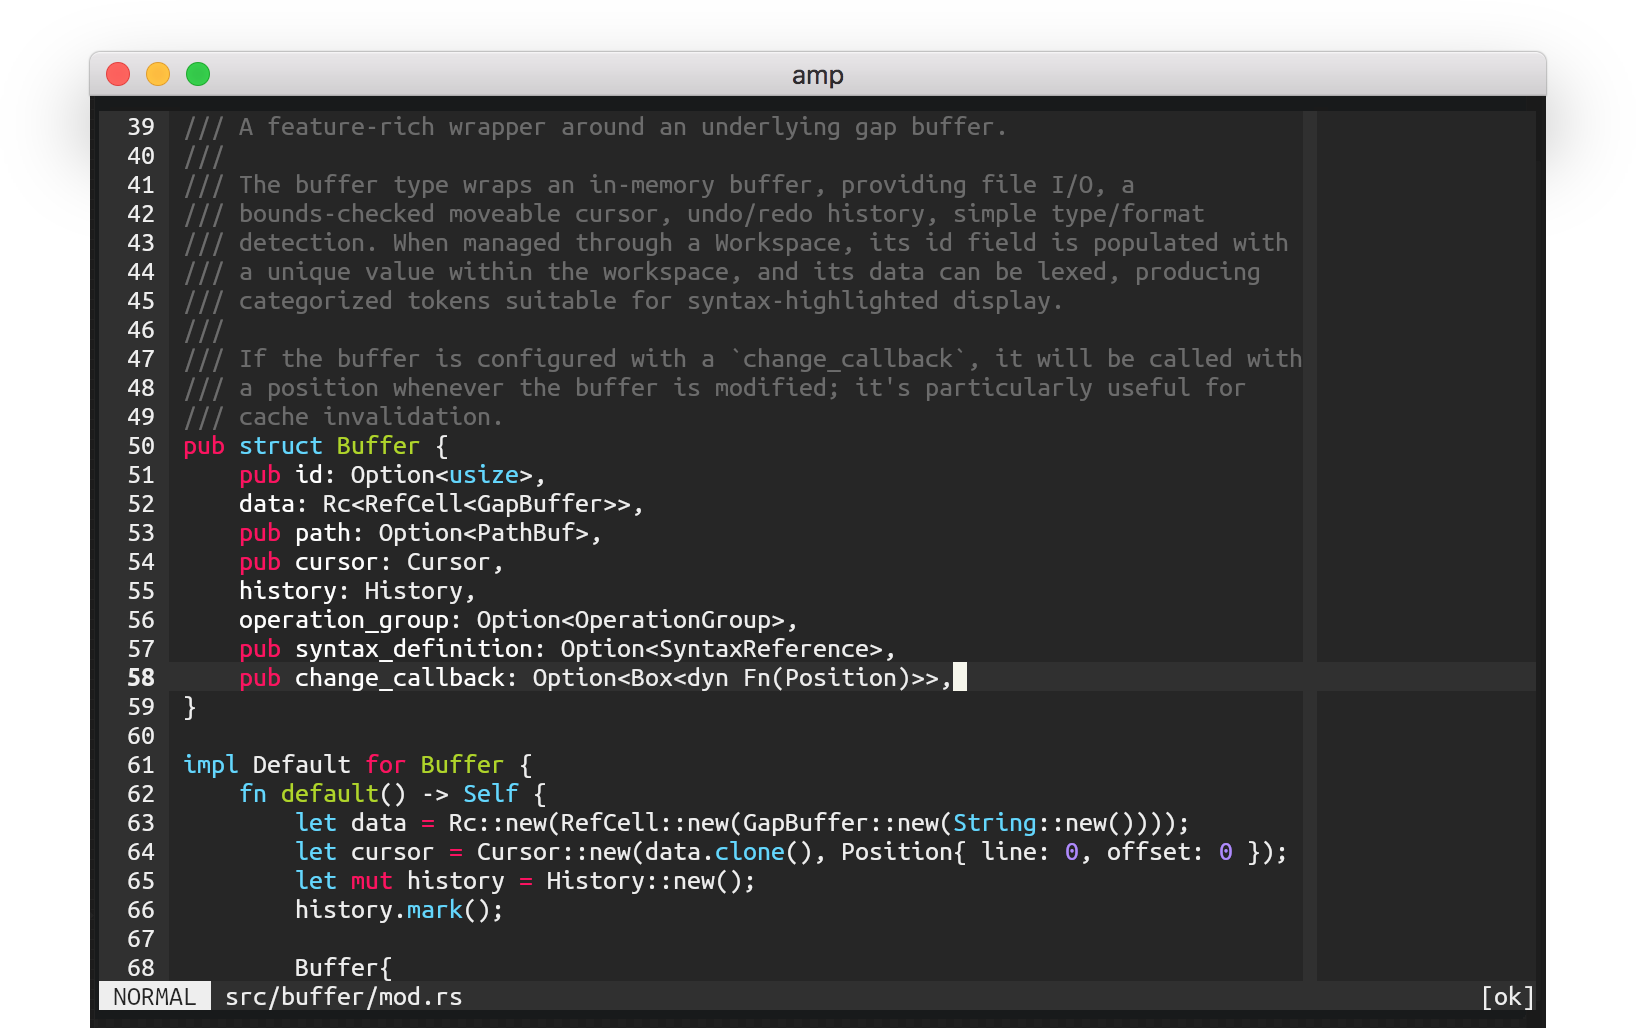 amp
39 /// A feature-rich wrapper around an underlying gap buffer.
40 ///
41 /// The buffer type wraps an in-memory buffer, providing file I/O, a
42 /// bounds-checked moveable cursor, undo/redo history, simple type/format
43 /// detection. When managed through a Workspace, its id field is populated with
44 /// a unique value within the workspace, and its data can be lexed, producing
45 /// categorized tokens suitable for syntax-highlighted display.
46 ///
47 /// If the buffer is configured with a `change_callback`, it will be called with
48 /// a position whenever the buffer is modified; it's particularly useful for
49 /// cache invalidation.
50 pub struct Buffer {
51     pub id: Option<usize>,
52     data: Rc<RefCell<GapBuffer>>,
53     pub path: Option<PathBuf>,
54     pub cursor: Cursor,
55     history: History,
56     operation_group: Option<OperationGroup>,
57     pub syntax_definition: Option<SyntaxReference>,
58     pub change_callback: Option<Box<dyn Fn(Position)>>,
59 }
60
61 impl Default for Buffer {
62     fn default() -> Self {
63         let data = Rc::new(RefCell::new(GapBuffer::new(String::new())));
64         let cursor = Cursor::new(data.clone(), Position{ line: 0, offset: 0 });
65         let mut history = History::new();
66         history.mark();
67
68         Buffer{
NORMAL src/buffer/mod.rs [ok]